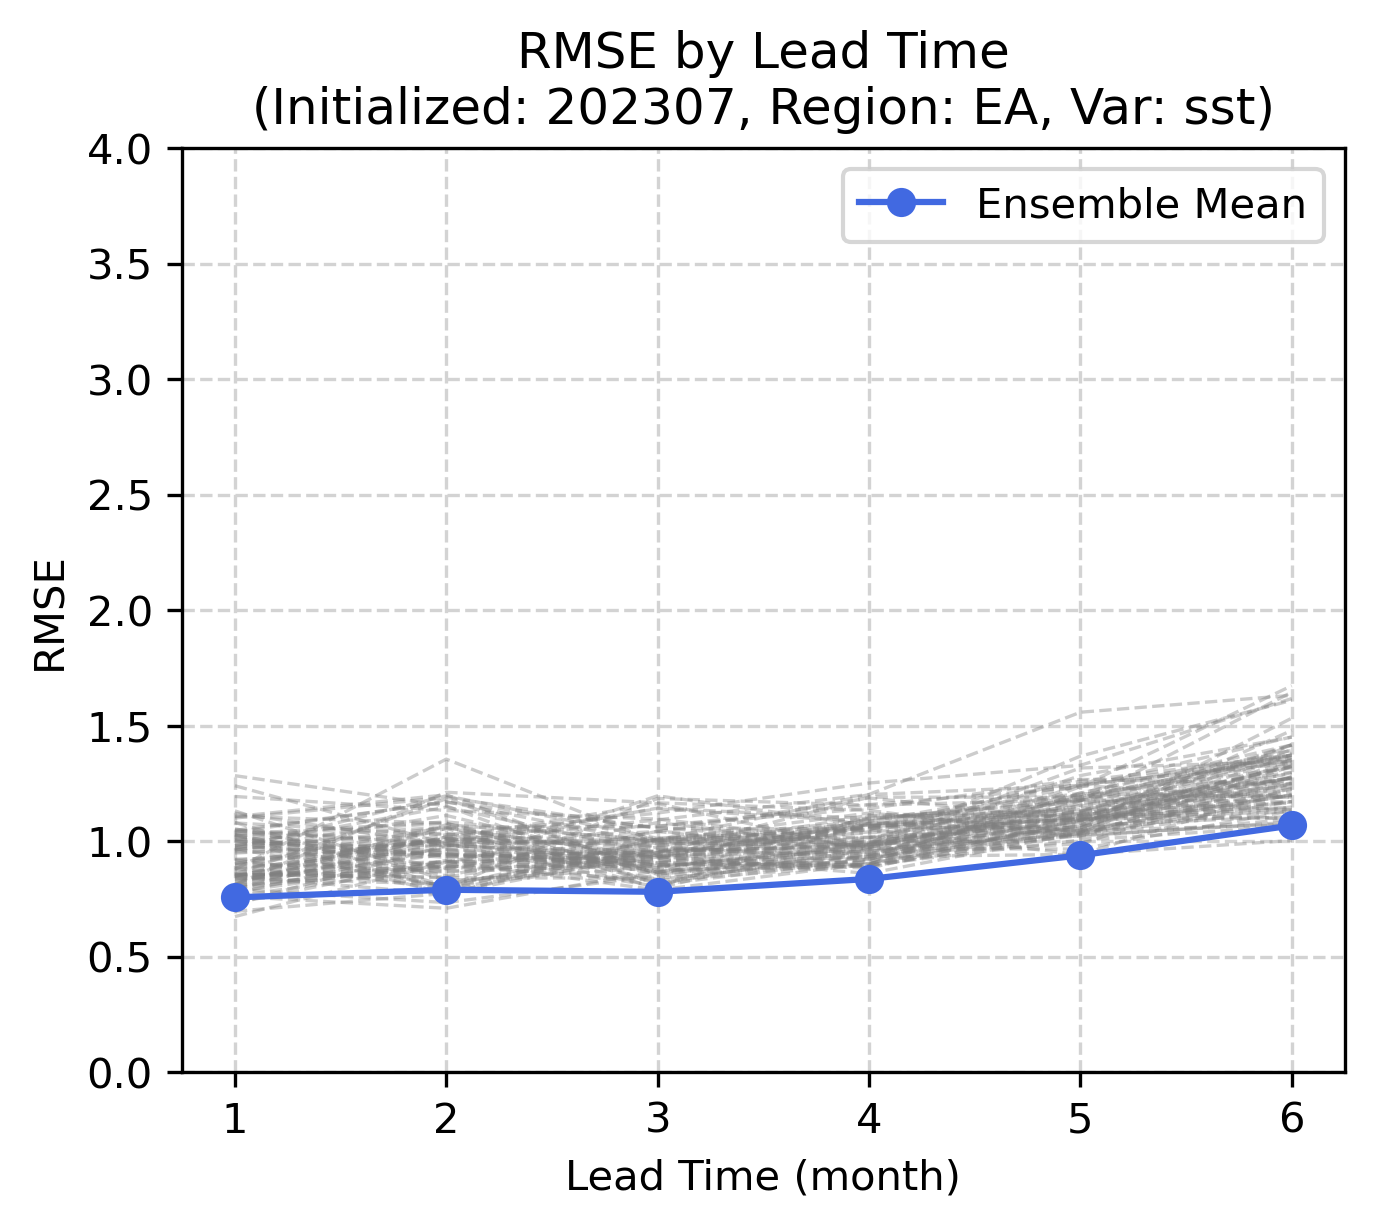 RMSE by Lead Time
(Initialized: 202307, Region: EA, Var: sst)
4.0
3.5
3.0
2.5
2.0
1.5
1.0
0.5
0.0
RMSE
Ensemble Mean
1 2 3 4 5 6
Lead Time (month)